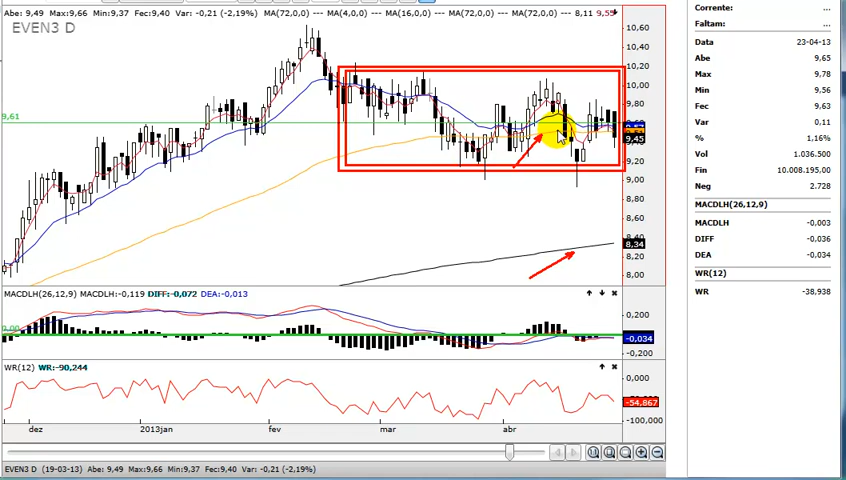 Abe: 9,49 Max:9,66 Min:9,37 Fec:9,40 Var: -0,21 (-2,19%) MA(72,0,0) --- MA(4,0,0) --- MA(16,0,0) --- MA(72,0,0) --- MA(72,0,0) --- 8,11 9,55
EVEN3 D
10,60
10,40
10,20
10,00
9,80
9,61
9,45
9,20
9,00
8,80
8,60
8,40
8,34
8,20
8,00
MACDLH(26,12,9) MACDLH:-0,119 DIFF:-0,072 DEA:-0,013
0,200
-0,034
-0,200
WR(12) WR:-90,244
0,000
-54,867
-100,000
dez 2013jan fev mar abr
EVEN3 D (19-03-13) Abe: 9,49 Max:9,66 Min:9,37 Fec:9,40 Var: -0,21 (-2,19%)
Corrente: ...
Faltam: ...
Data 23-04-13
Abe 9,65
Max 9,78
Min 9,56
Fec 9,63
Var 0,11
% 1,16%
Vol 1.036.500
Fin 10.008.195,00
Neg 2.728
MACDLH(26,12,9)
MACDLH -0,003
DIFF -0,036
DEA -0,034
WR(12)
WR -38,938